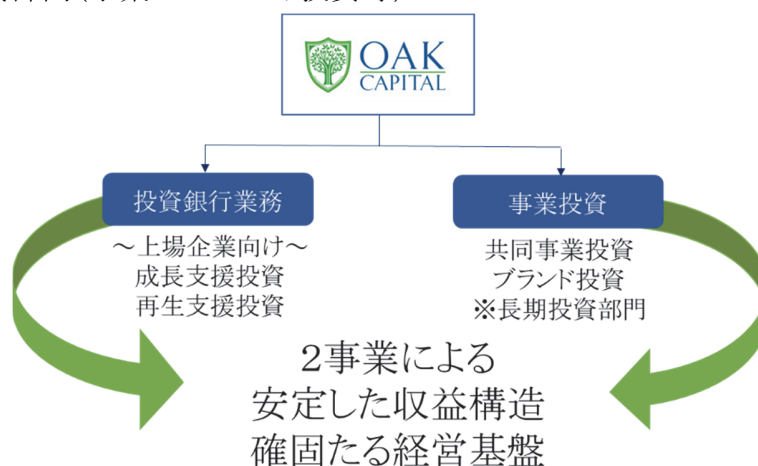 OAK
CAPITAL
投資銀行業務
事業投資
～上場企業向け～
成長支援投資
再生支援投資
共同事業投資
ブランド投資
※長期投資部門
2事業による
安定した収益構造
確固たる経営基盤